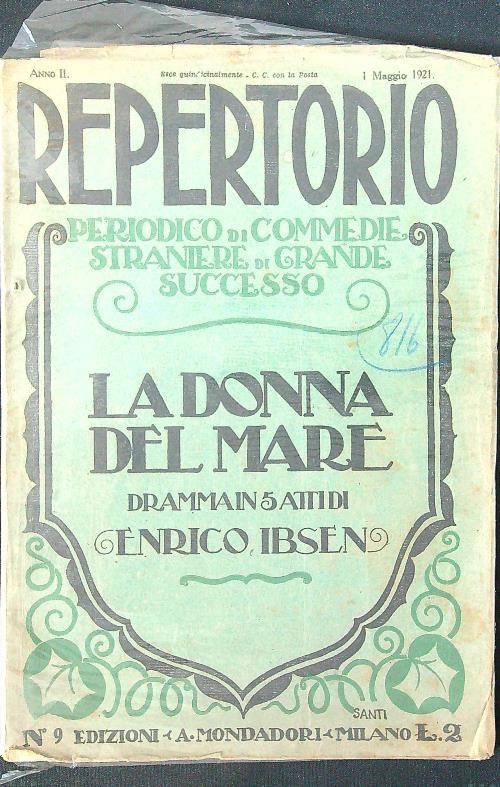 ANNO II. Esce quindicinalmente - C. C. con la Posta 1 Maggio 1921.
REPERTORIO
PERIODICO DI COMMEDIE
STRANIERE DI GRANDE
SUCCESSO
816
LA DONNA
DEL MARE
DRAMMA IN 5 ATTI DI
ENRICO IBSEN
SANTI
N° 9 EDIZIONI - A. MONDADORI - MILANO L. 2